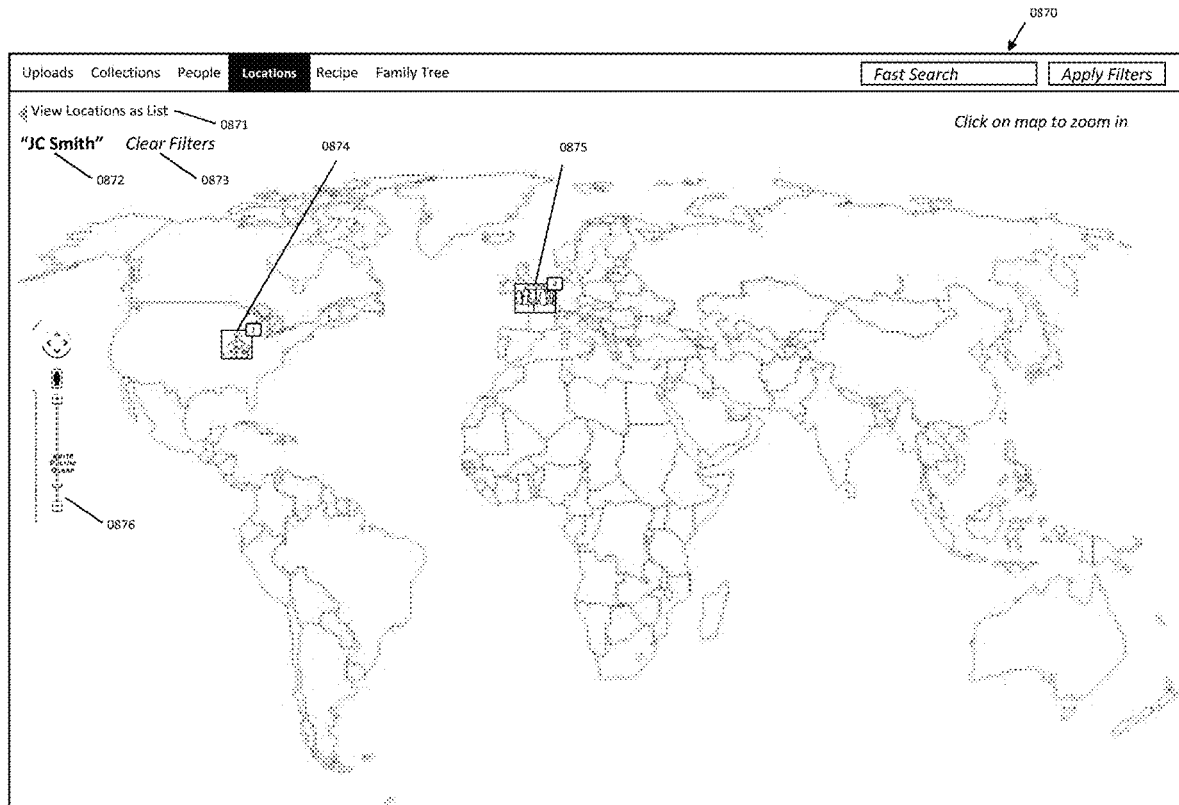 0870
Uploads Collections People Locations Recipe Family Tree Fast Search Apply Filters
View Locations as List
0871
Click on map to zoom in
"JC Smith" Clear Filters
0874
0875
0872
0873
0876